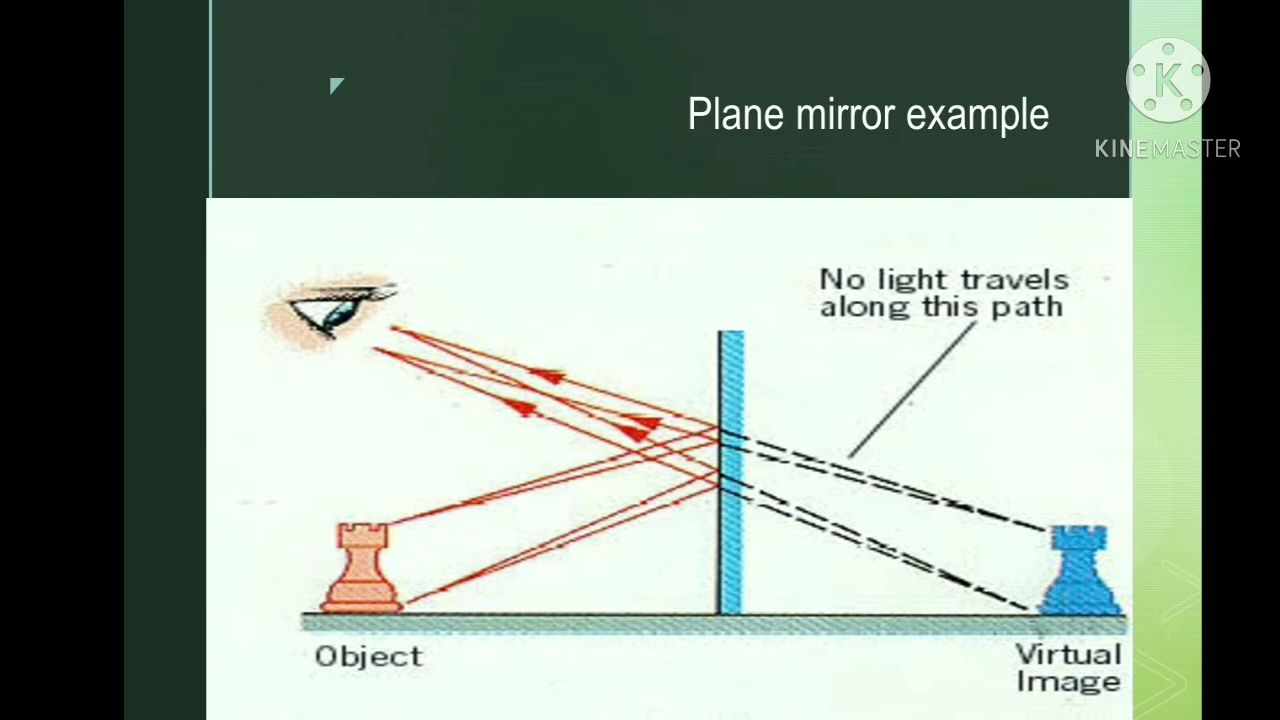 Plane mirror example
K
KINEMASTER
No light travels
along this path
Object
Virtual
Image